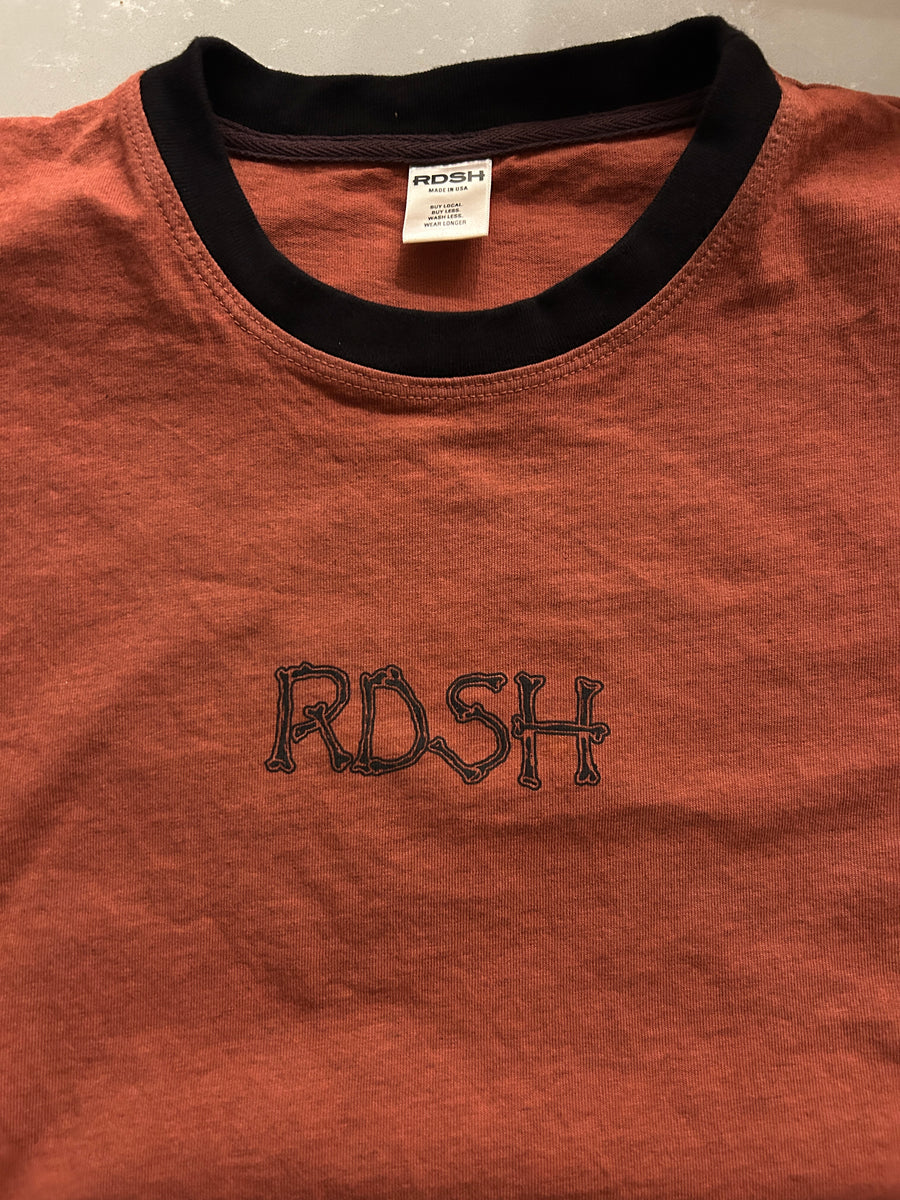 RDSH
MADE IN USA
BUY LOCAL.
BUY LESS.
WASH LESS.
WEAR LONGER
RDSH